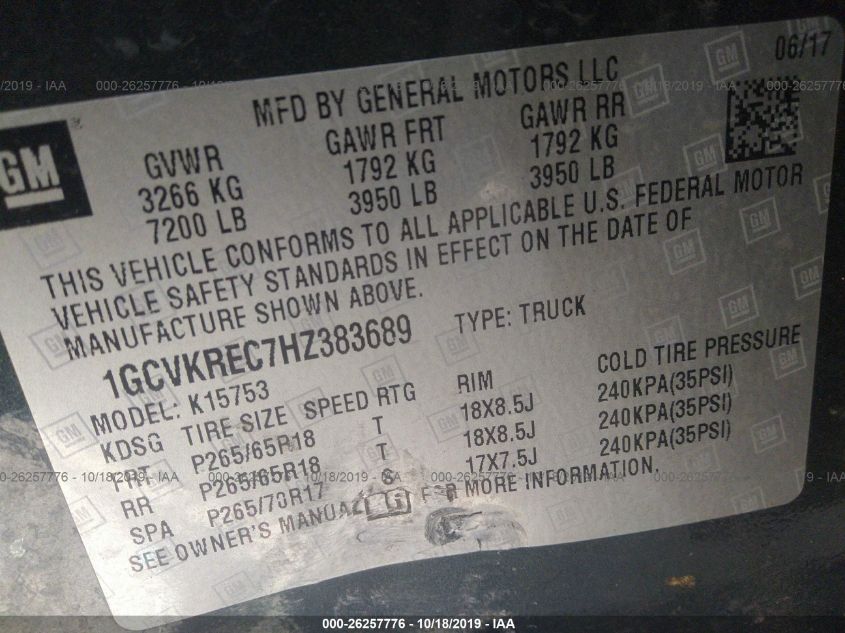 06/17
MFD BY GENERAL MOTORS LLC
GM
GVWR GAWR FRT GAWR RR
3266 KG 1792 KG 1792 KG
7200 LB 3950 LB 3950 LB
THIS VEHICLE CONFORMS TO ALL APPLICABLE U.S. FEDERAL MOTOR
VEHICLE SAFETY STANDARDS IN EFFECT ON THE DATE OF
MANUFACTURE SHOWN ABOVE.
1GCVKREC7HZ383689 TYPE: TRUCK
MODEL: K15753
KDSG TIRE SIZE SPEED RTG RIM COLD TIRE PRESSURE
FRT P265/65R18 T 18X8.5J 240KPA(35PSI)
RR P265/65R18 T 18X8.5J 240KPA(35PSI)
SPA P265/70R17 S 17X7.5J 240KPA(35PSI)
SEE OWNER'S MANUAL FOR MORE INFORMATION.
000-26257776 | 10/18/2019 - IAA